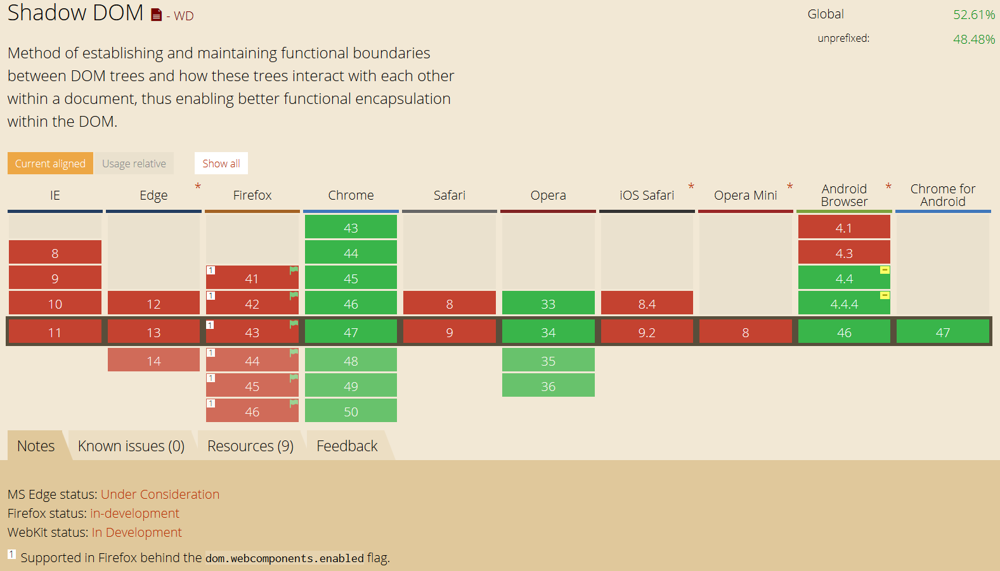 Shadow DOM - WD
Global 52.61%
unprefixed: 48.48%
Method of establishing and maintaining functional boundaries
between DOM trees and how these trees interact with each other
within a document, thus enabling better functional encapsulation
within the DOM.
Current aligned Usage relative Show all
IE Edge * Firefox Chrome Safari Opera iOS Safari * Opera Mini * Android Browser * Chrome for Android
43 4.1
8 44 4.3
9 1 41 45 4.4
10 12 1 42 46 8 33 8.4 4.4.4
11 13 1 43 47 9 34 9.2 8 46 47
14 1 44 48 35
1 45 49 36
1 46 50
Notes Known issues (0) Resources (9) Feedback
MS Edge status: Under Consideration
Firefox status: in-development
WebKit status: In Development
1 Supported in Firefox behind the dom.webcomponents.enabled flag.